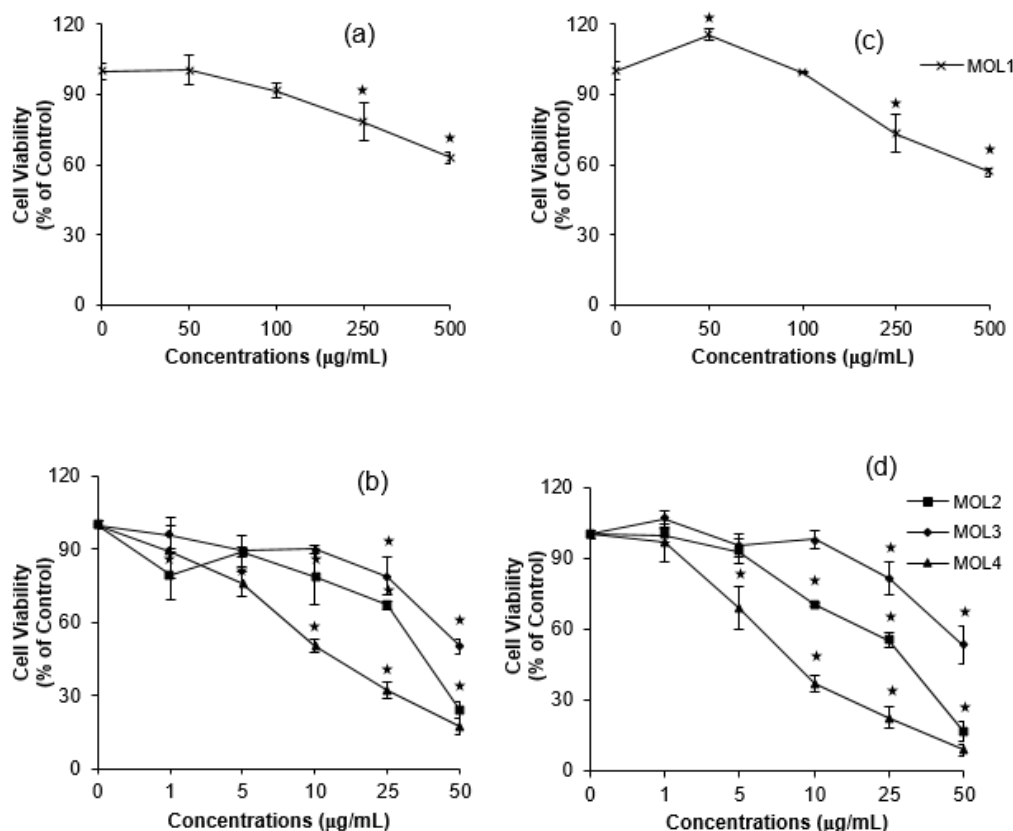 (a)
120
90
60
30
0
Cell Viability
(% of Control)
0 50 100 250 500
Concentrations (µg/mL)
(c)
MOL1
120
90
60
30
0
Cell Viability
(% of Control)
0 50 100 250 500
Concentrations (µg/mL)
(b)
120
90
60
30
0
Cell Viability
(% of Control)
0 1 5 10 25 50
Concentrations (µg/mL)
(d)
MOL2
MOL3
MOL4
120
90
60
30
0
Cell Viability
(% of Control)
0 1 5 10 25 50
Concentrations (µg/mL)